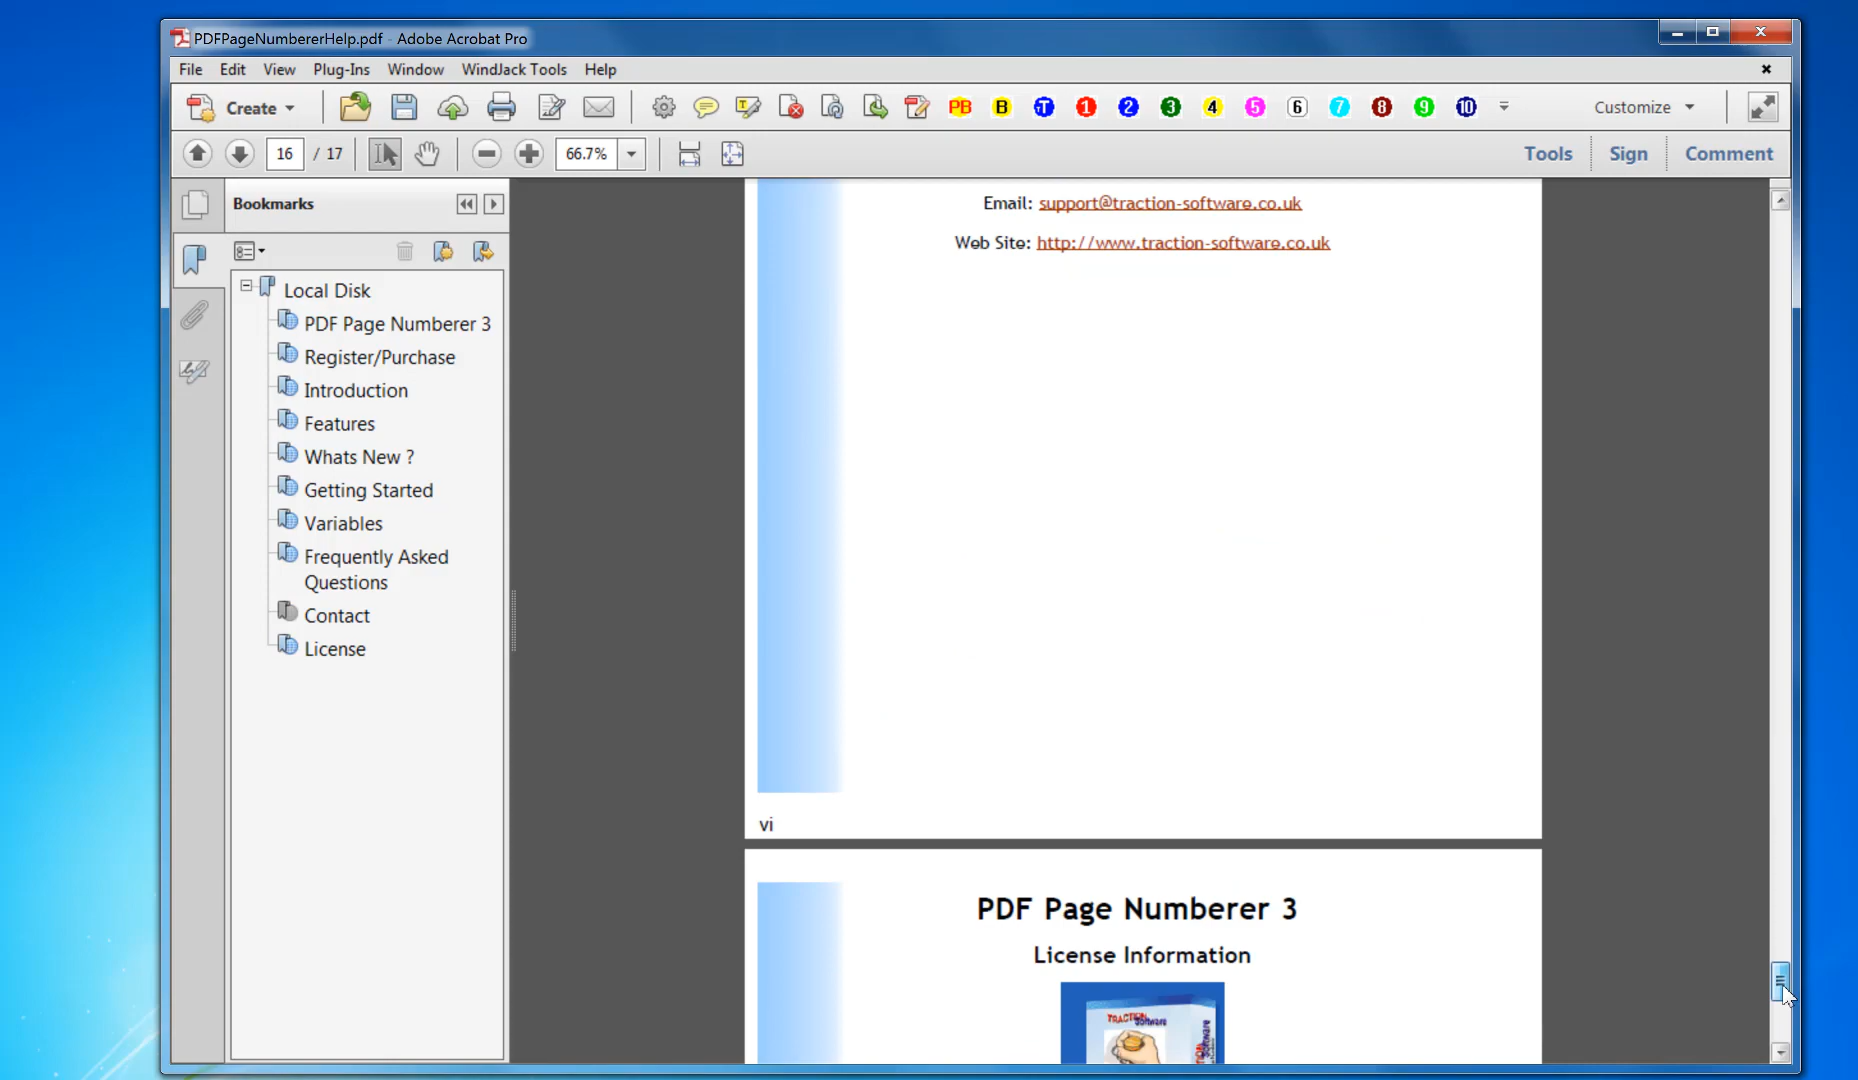 PDFPageNumbererHelp.pdf - Adobe Acrobat Pro
File Edit View Plug-Ins Window WindJack Tools Help
Create PB B T 1 2 3 4 5 6 7 8 9 10 Customize
16 / 17 66.7% Tools Sign Comment
Bookmarks
Local Disk
PDF Page Numberer 3
Register/Purchase
Introduction
Features
Whats New ?
Getting Started
Variables
Frequently Asked
Questions
Contact
License
Email: support@traction-software.co.uk
Web Site: http://www.traction-software.co.uk
vi
PDF Page Numberer 3
License Information
TRACTION
Software